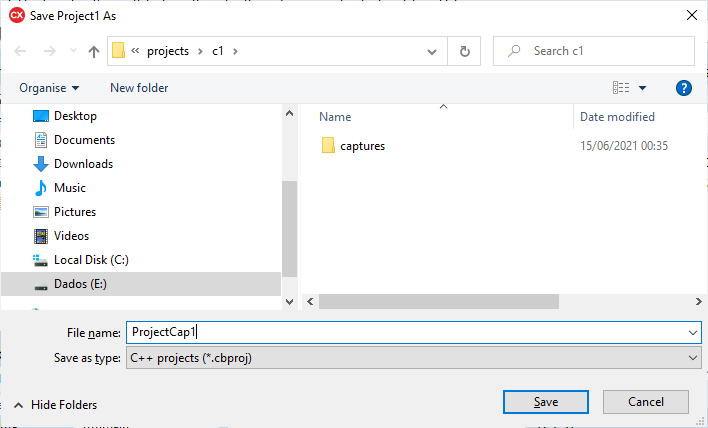 CX Save Project1 As
« projects › c1 › Search c1
Organise New folder ?
Desktop
Documents
Downloads
Music
Pictures
Videos
Local Disk (C:)
Dados (E:)
Name Date modified
captures 15/06/2021 00:35
File name: ProjectCap1
Save as type: C++ projects (*.cbproj)
Hide Folders Save Cancel